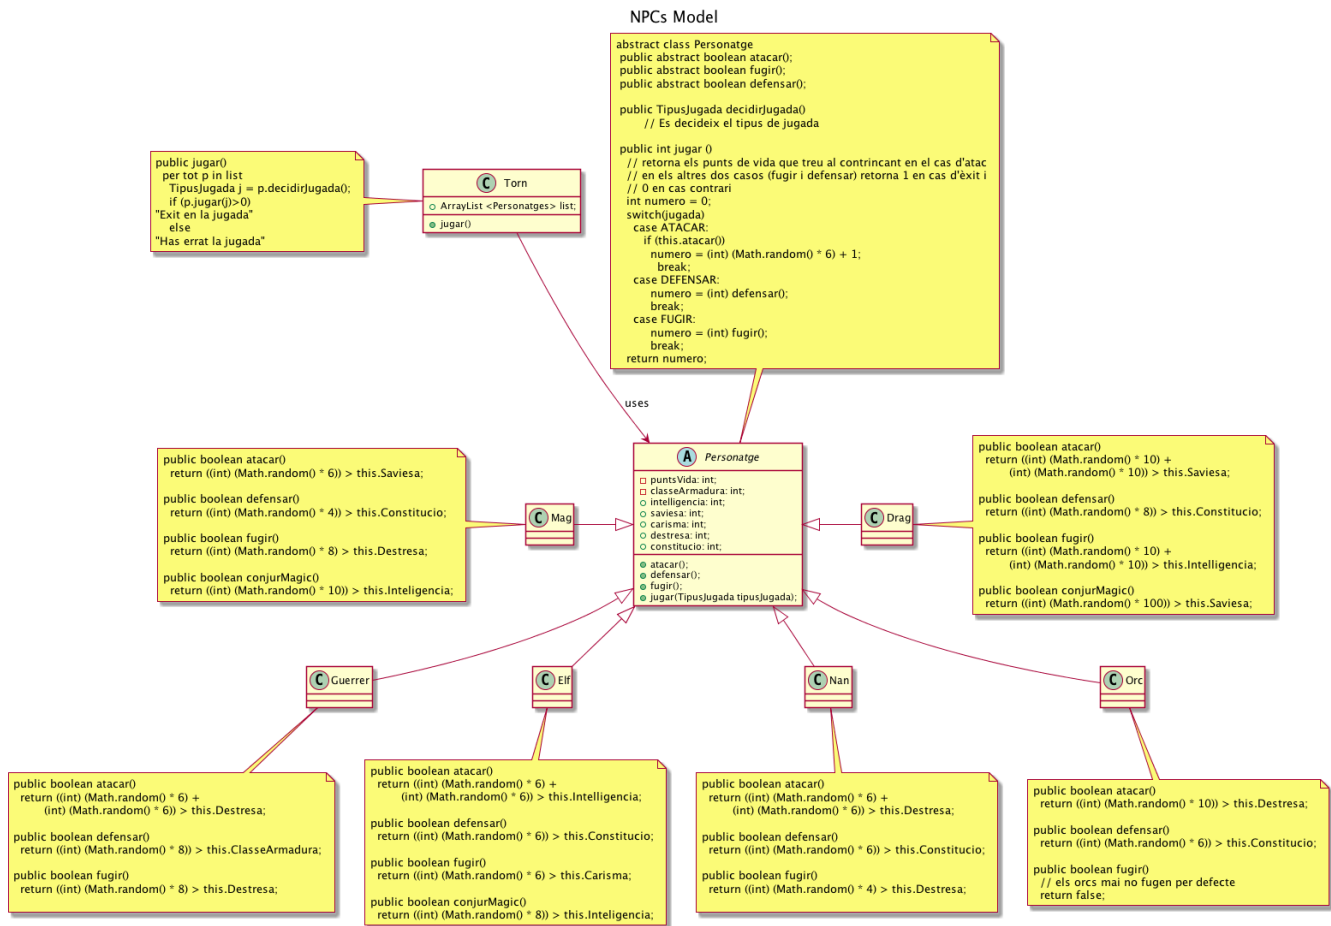 NPCs Model
abstract class Personatge
public abstract boolean atacar();
public abstract boolean fugir();
public abstract boolean defensar();
public TipusJugada decidirJugada()
// Es decideix el tipus de jugada
public int jugar ()
// retorna els punts de vida que treu al contrincant en el cas d'atac
// en els altres dos casos (fugir i defensar) retorna 1 en cas d'èxit i
// 0 en cas contrari
int numero = 0;
switch(jugada)
case ATACAR:
if (this.atacar())
numero = (int) (Math.random() * 6) + 1;
break;
case DEFENSAR:
numero = (int) defensar();
break;
case FUGIR:
numero = (int) fugir();
break;
return numero;
public jugar()
per tot p in list
TipusJugada j = p.decidirJugada();
if (p.jugar(j)>0)
"Exit en la jugada"
else
"Has errat la jugada"
C Torn
ArrayList <Personatges> list;
jugar()
uses
A Personatge
puntsVida: int;
classeArmadura: int;
intelligencia: int;
saviesa: int;
carisma: int;
destresa: int;
constitucio: int;
atacar();
defensar();
fugir();
jugar(TipusJugada tipusJugada);
public boolean atacar()
return ((int) (Math.random() * 6)) > this.Saviesa;
public boolean defensar()
return ((int) (Math.random() * 4)) > this.Constitucio;
public boolean fugir()
return ((int) (Math.random() * 8) > this.Destresa;
public boolean conjurMagic()
return ((int) (Math.random() * 10)) > this.Inteligencia;
C Mag
C Drag
public boolean atacar()
return ((int) (Math.random() * 10) +
(int) (Math.random() * 10)) > this.Saviesa;
public boolean defensar()
return ((int) (Math.random() * 8)) > this.Constitucio;
public boolean fugir()
return ((int) (Math.random() * 10) +
(int) (Math.random() * 10)) > this.Intelligencia;
public boolean conjurMagic()
return ((int) (Math.random() * 100)) > this.Saviesa;
C Guerrer
C Elf
C Nan
C Orc
public boolean atacar()
return ((int) (Math.random() * 6) +
(int) (Math.random() * 6)) > this.Destresa;
public boolean defensar()
return ((int) (Math.random() * 8)) > this.ClasseArmadura;
public boolean fugir()
return ((int) (Math.random() * 8) > this.Destresa;
public boolean atacar()
return ((int) (Math.random() * 6) +
(int) (Math.random() * 6)) > this.Intelligencia;
public boolean defensar()
return ((int) (Math.random() * 6)) > this.Constitucio;
public boolean fugir()
return ((int) (Math.random() * 6) > this.Carisma;
public boolean conjurMagic()
return ((int) (Math.random() * 8)) > this.Inteligencia;
public boolean atacar()
return ((int) (Math.random() * 6) +
(int) (Math.random() * 6)) > this.Destresa;
public boolean defensar()
return ((int) (Math.random() * 6)) > this.Constitucio;
public boolean fugir()
return ((int) (Math.random() * 4) > this.Destresa;
public boolean atacar()
return ((int) (Math.random() * 10)) > this.Destresa;
public boolean defensar()
return ((int) (Math.random() * 6)) > this.Constitucio;
public boolean fugir()
// els orcs mai no fugen per defecte
return false;